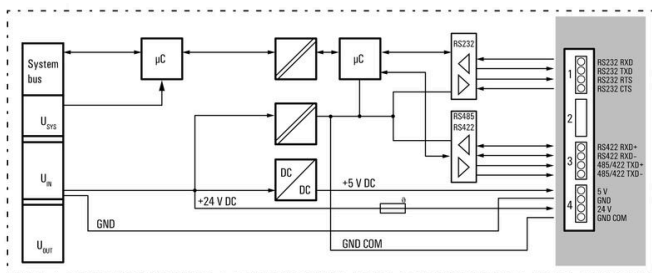 System
bus
U SYS
U IN
U OUT
µC
µC
DC
DC
+24 V DC
+5 V DC
GND
GND COM
RS232
RS485
RS422
1
2
3
4
RS232 RXD
RS232 TXD
RS232 RTS
RS232 CTS
RS422 RXD+
RS422 RXD-
485/422 TXD+
485/422 TXD-
5 V
GND
24 V
GND COM